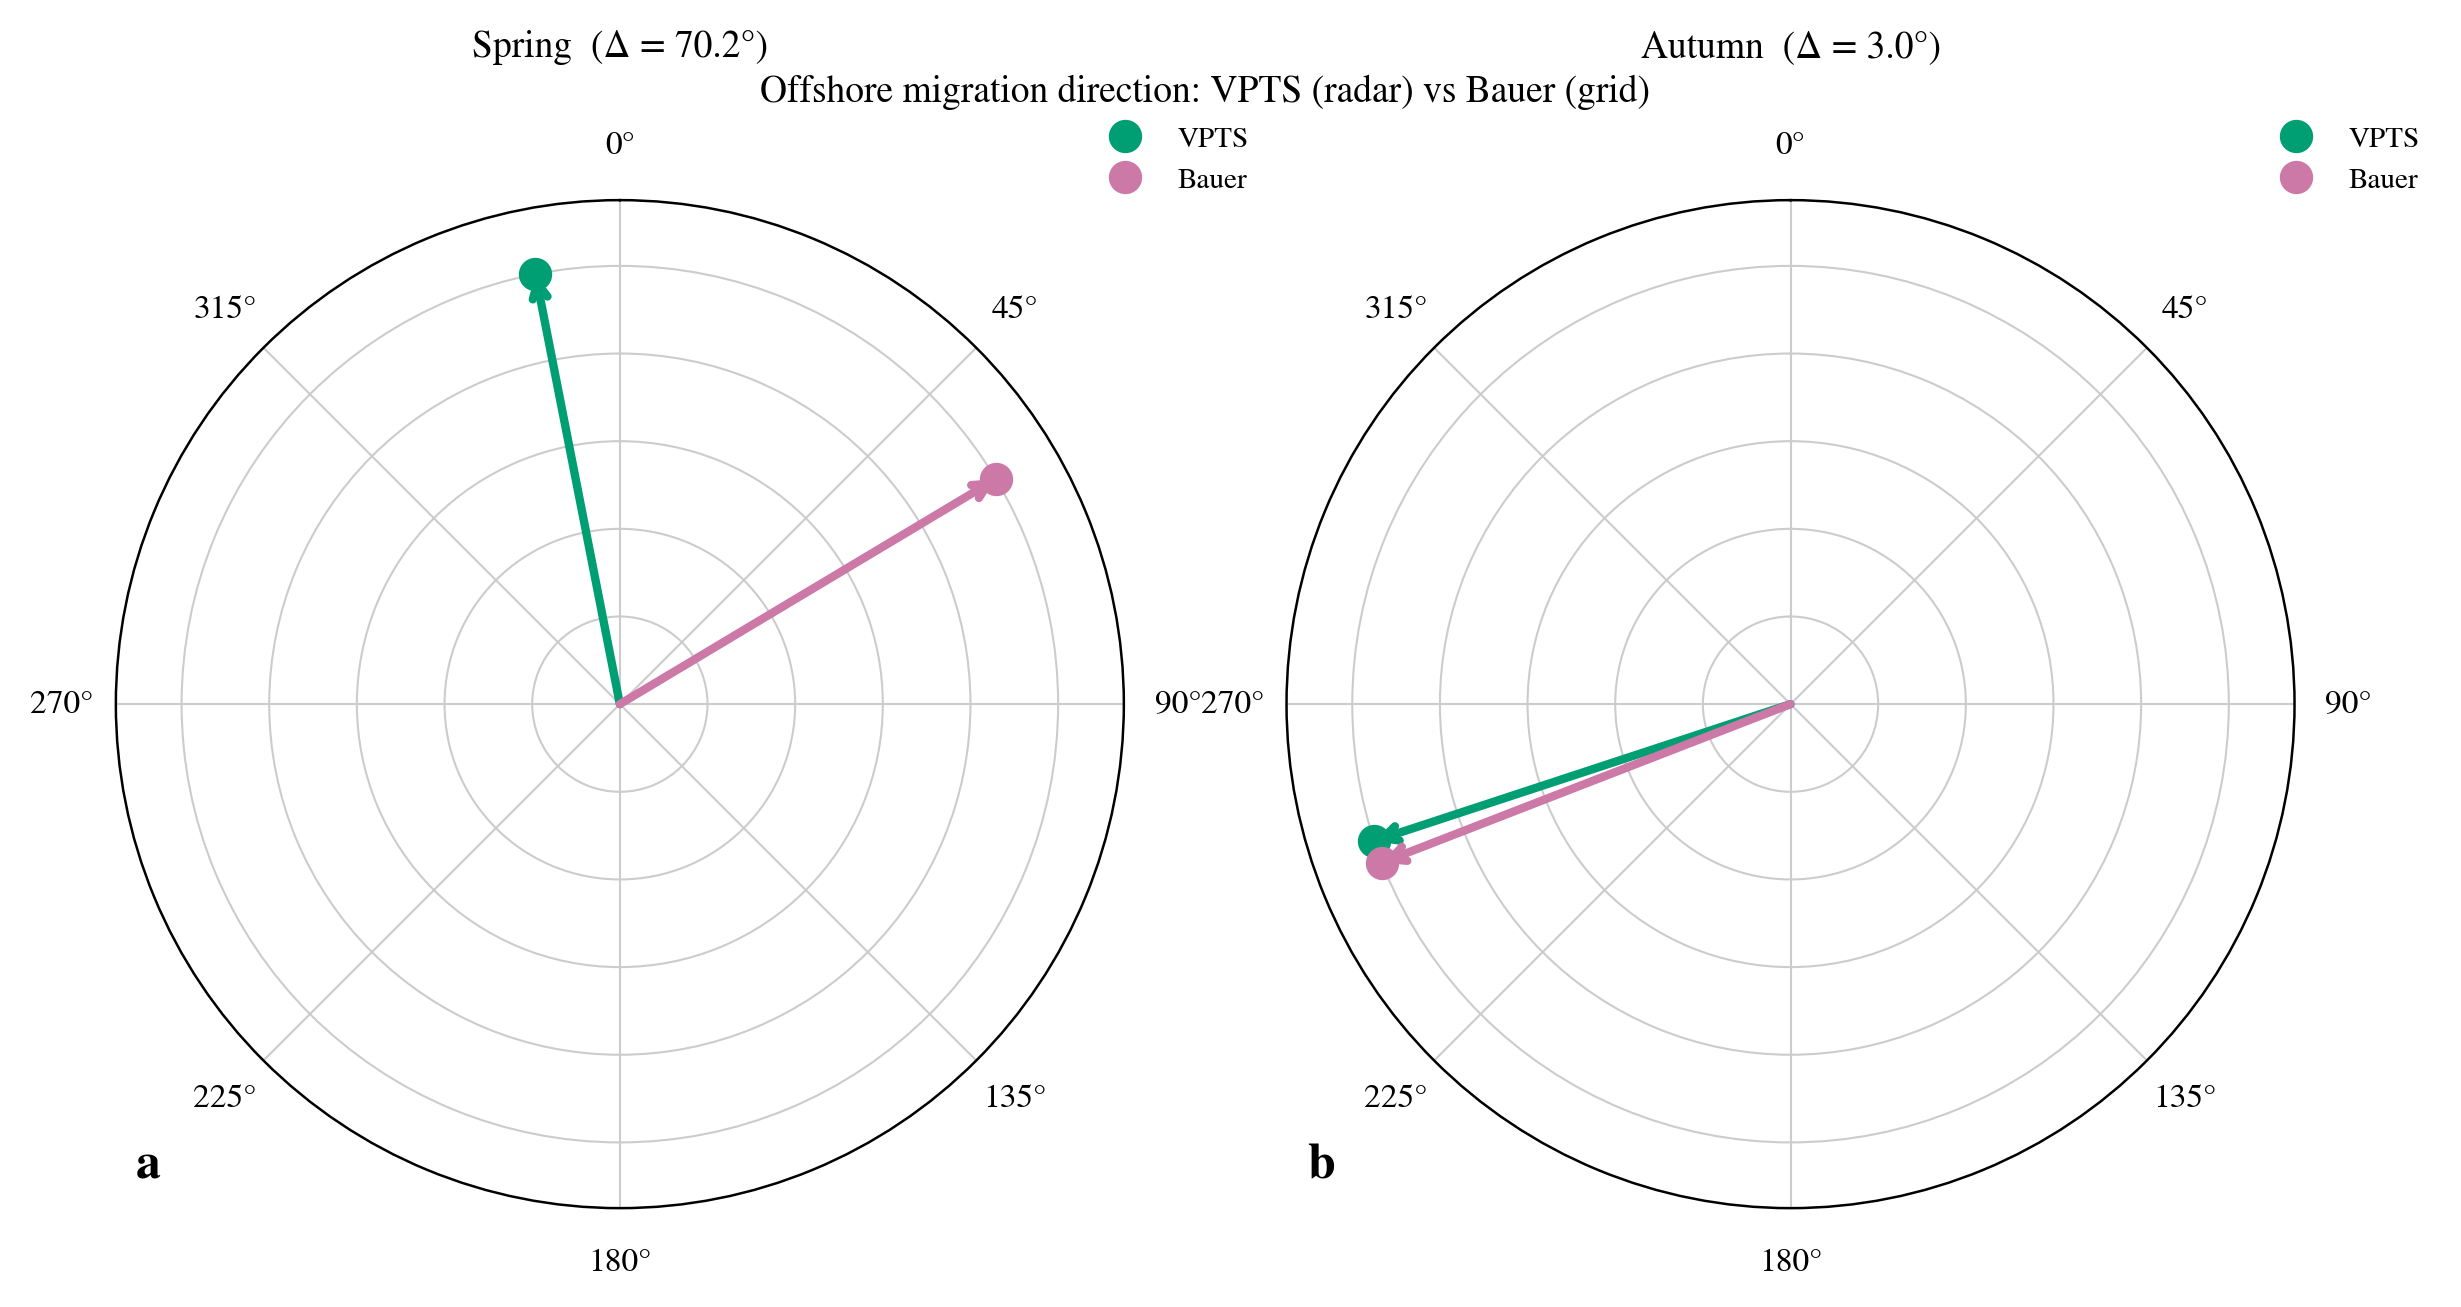 Spring (Δ = 70.2°)
Autumn (Δ = 3.0°)
Offshore migration direction: VPTS (radar) vs Bauer (grid)
VPTS
Bauer
0°
45°
90°
135°
180°
225°
270°
315°
a
VPTS
Bauer
0°
45°
90°
135°
180°
225°
270°
315°
b